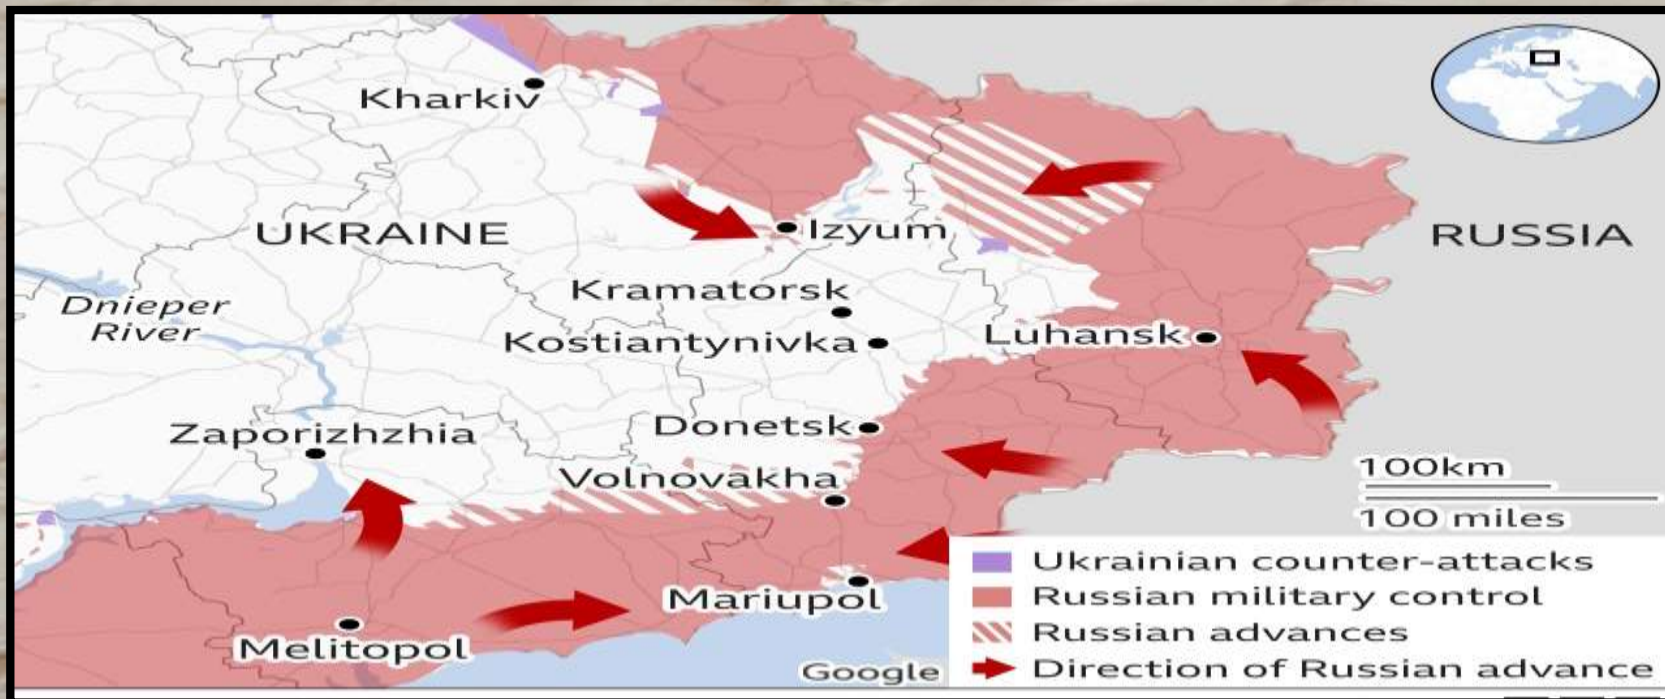 Kharkiv
UKRAINE
Izyum
RUSSIA
Dnieper
River
Kramatorsk
Kostiantynivka
Luhansk
Zaporizhzhia
Donetsk
Volnovakha
100km
100 miles
Mariupol
Melitopol
Google
Ukrainian counter-attacks
Russian military control
Russian advances
Direction of Russian advance